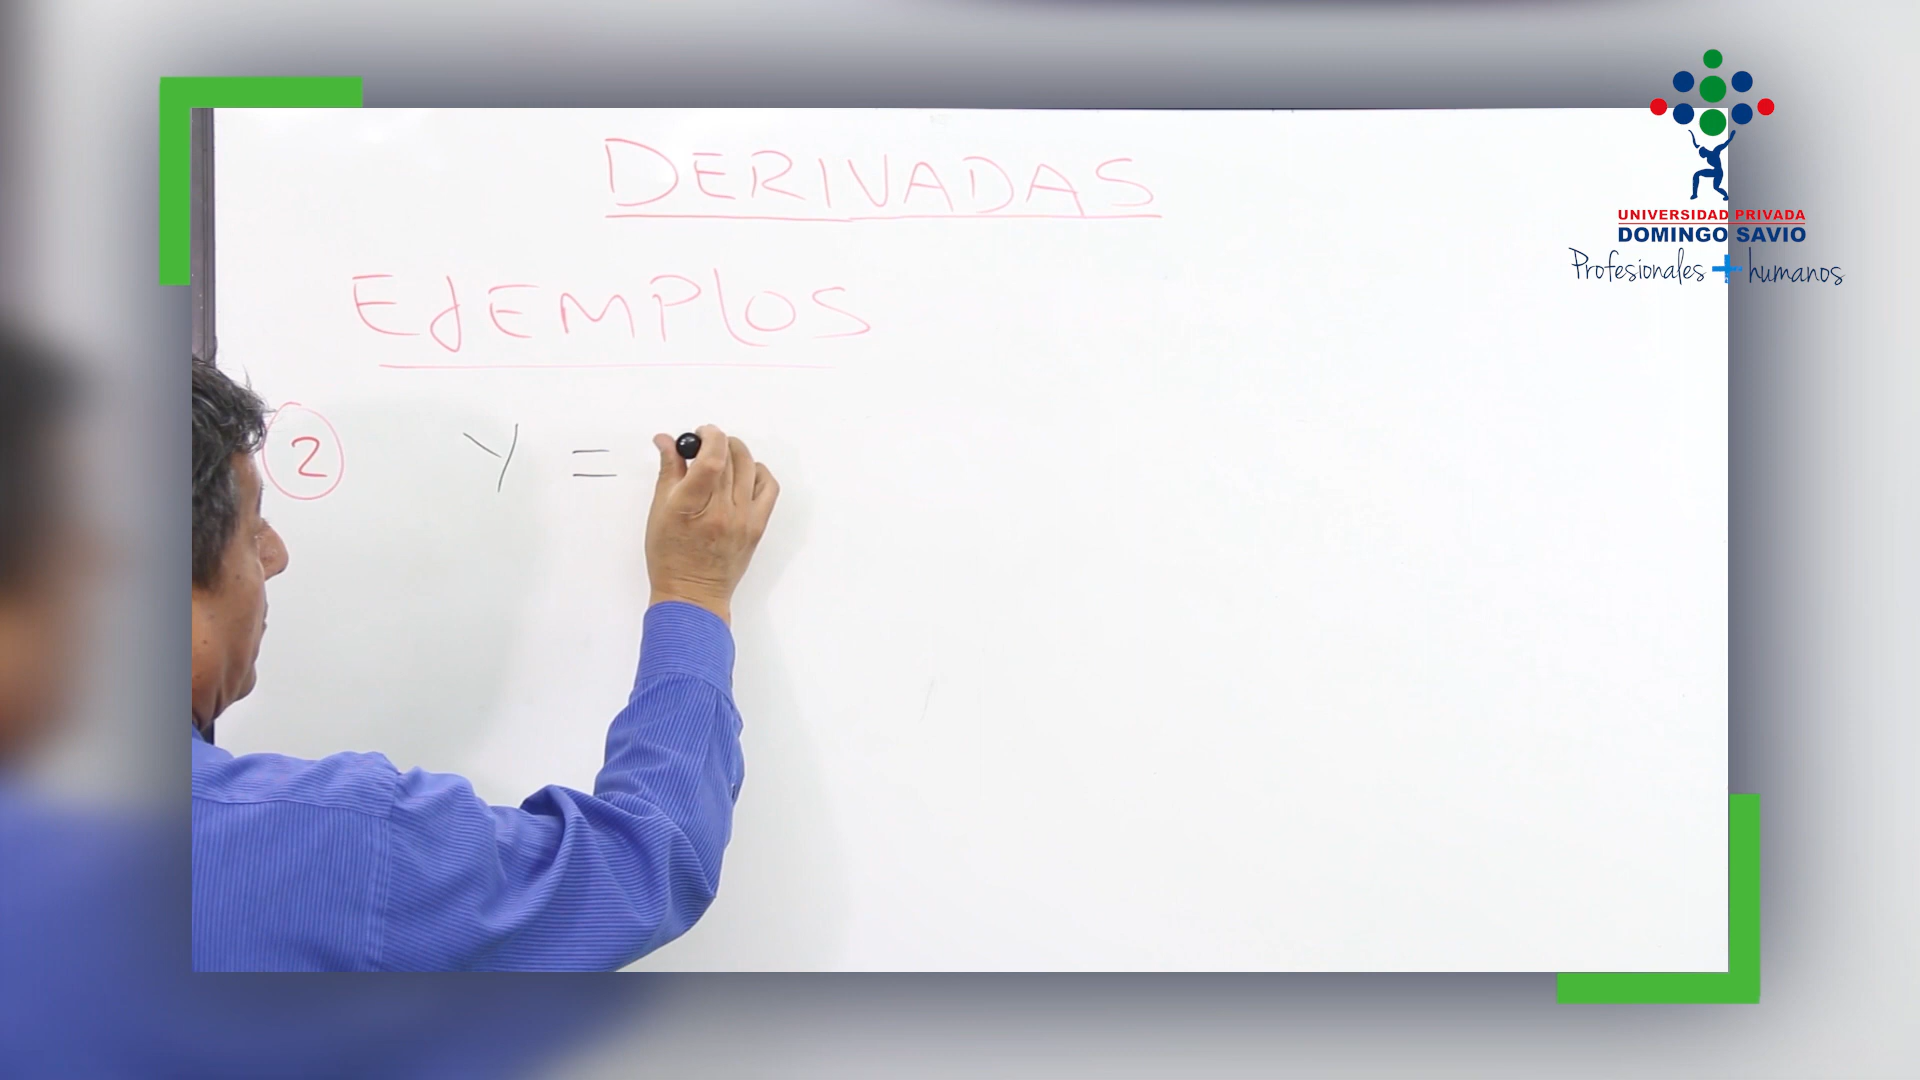 DERIVADAS
EJEMPLOS
2 Y =
UNIVERSIDAD PRIVADA
DOMINGO SAVIO
Profesionales + humanos